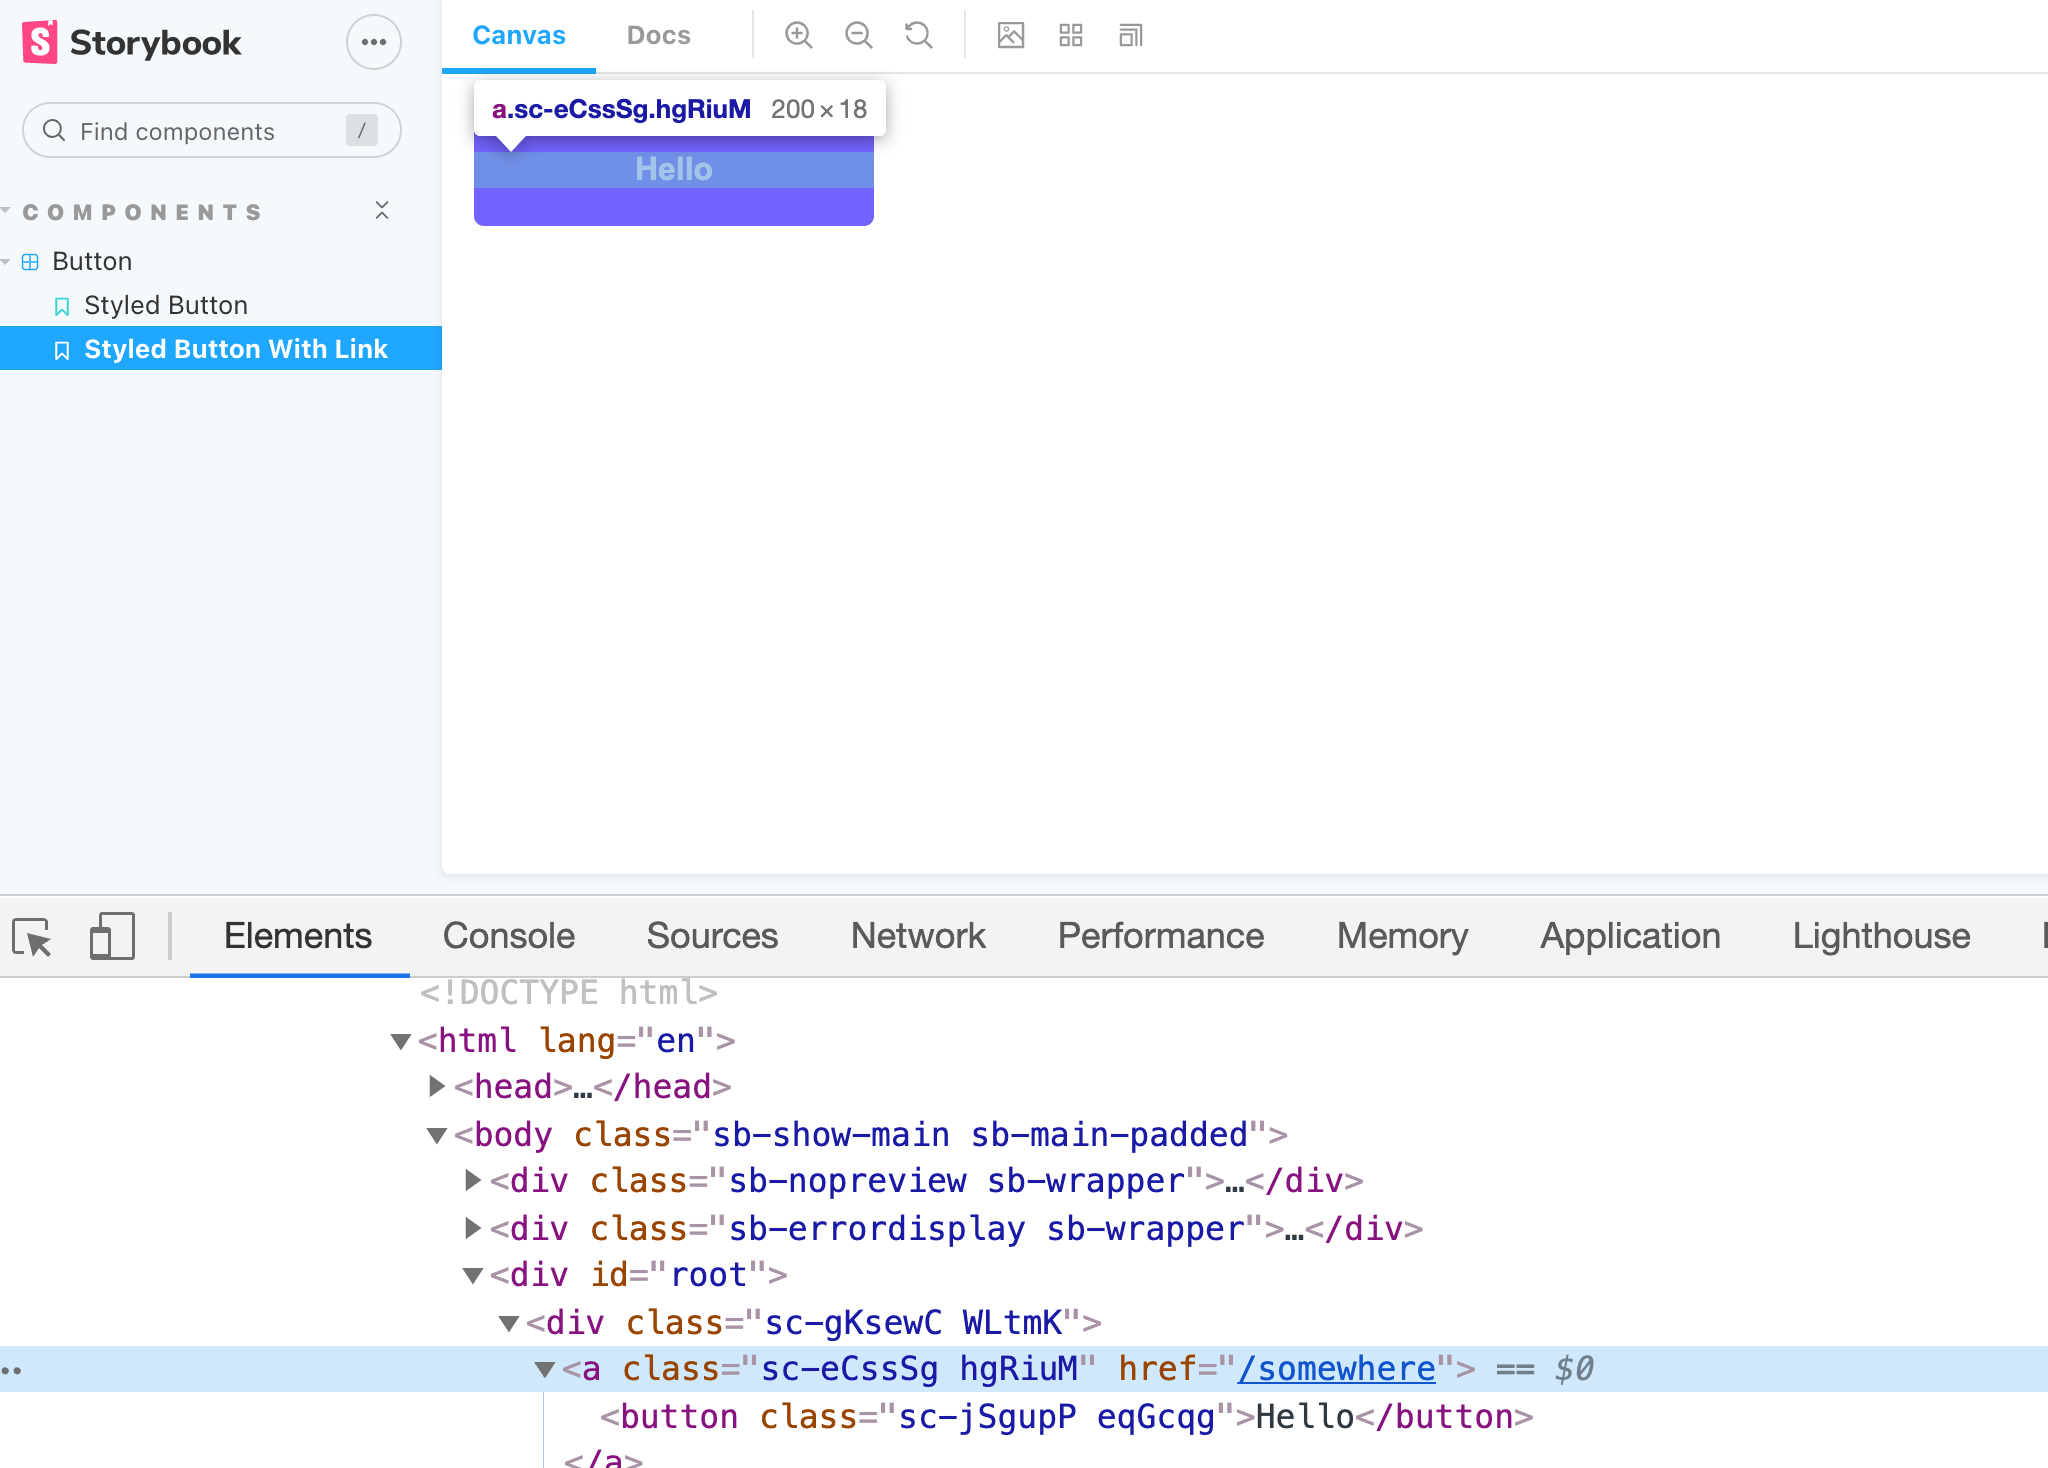 Storybook
Find components /
COMPONENTS
Button
Styled Button
Styled Button With Link
Canvas Docs
a.sc-eCssSg.hgRiuM 200×18
Hello
Elements Console Sources Network Performance Memory Application Lighthouse
<!DOCTYPE html>
<html lang="en">
<head>…</head>
<body class="sb-show-main sb-main-padded">
<div class="sb-nopreview sb-wrapper">…</div>
<div class="sb-errordisplay sb-wrapper">…</div>
<div id="root">
<div class="sc-gKsewC WLtmK">
<a class="sc-eCssSg hgRiuM" href="/somewhere"> == $0
<button class="sc-jSgupP eqGcqg">Hello</button>
</a>